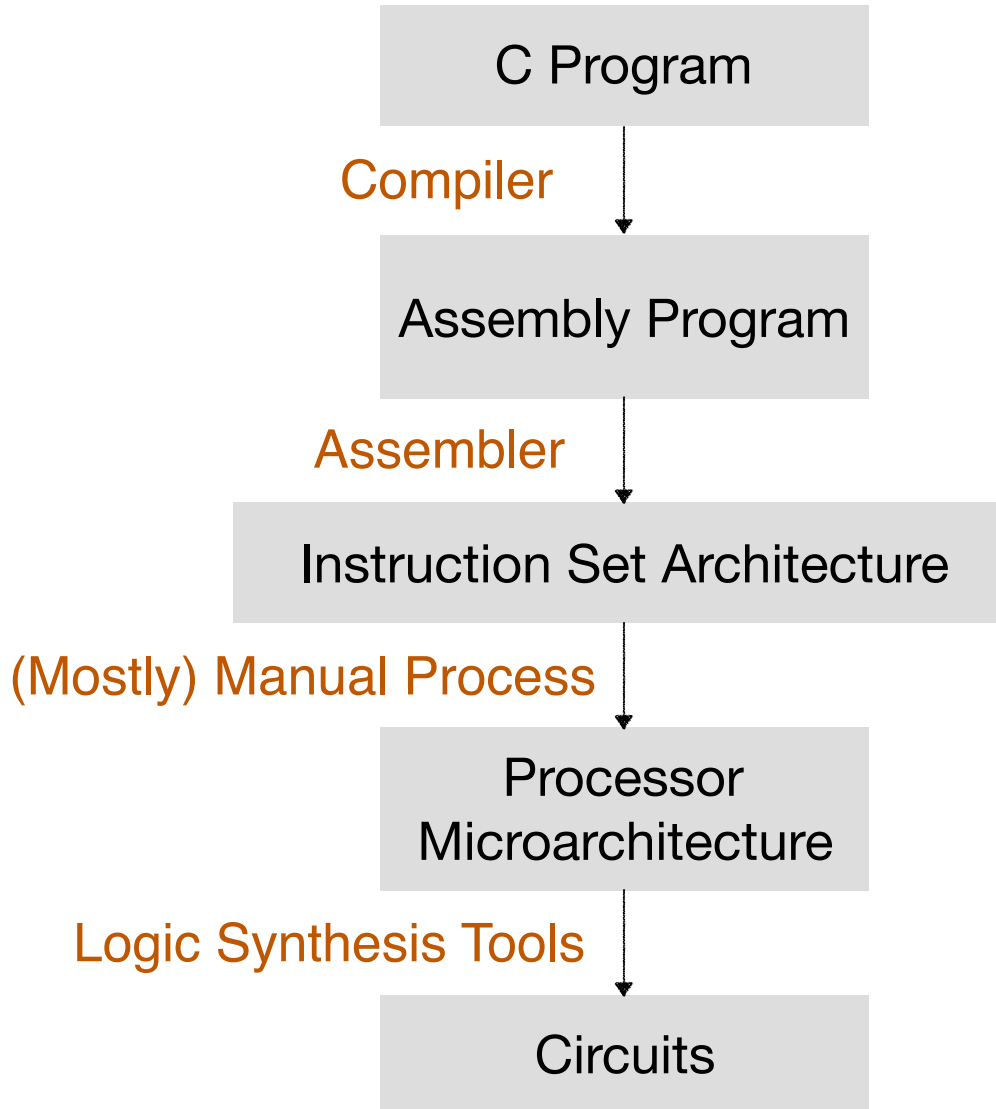 C Program
Compiler
Assembly Program
Assembler
Instruction Set Architecture
(Mostly) Manual Process
Processor
Microarchitecture
Logic Synthesis Tools
Circuits